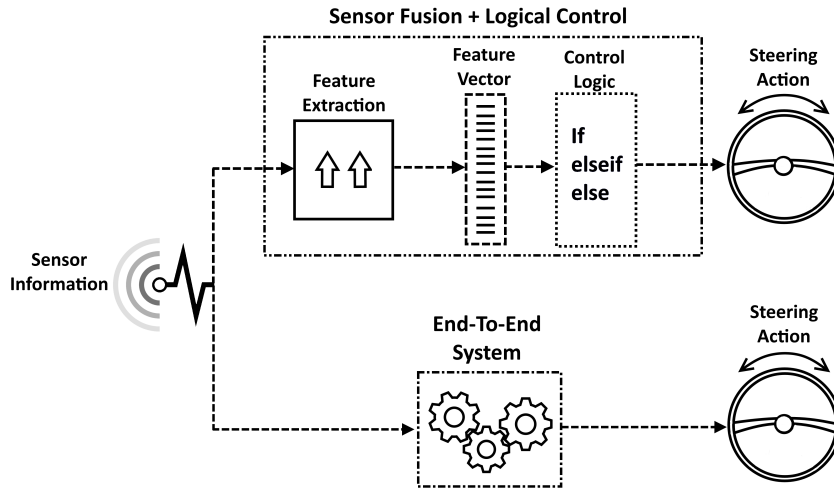 Sensor Fusion + Logical Control
Feature
Extraction
Feature
Vector
Control
Logic
If
elseif
else
Steering
Action
Sensor
Information
End-To-End
System
Steering
Action